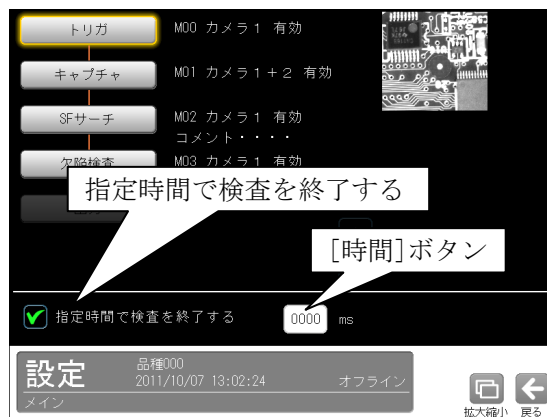 トリガ M00 カメラ1 有効
キャプチャ M01 カメラ1+2 有効
SFサーチ M02 カメラ1 有効
コメント・・・・
欠陥検査 M03 カメラ1 有効
指定時間で検査を終了する
[時間]ボタン
指定時間で検査を終了する 0000 ms
設定 品種000
2011/10/07 13:02:24 オフライン
メイン
拡大縮小 戻る